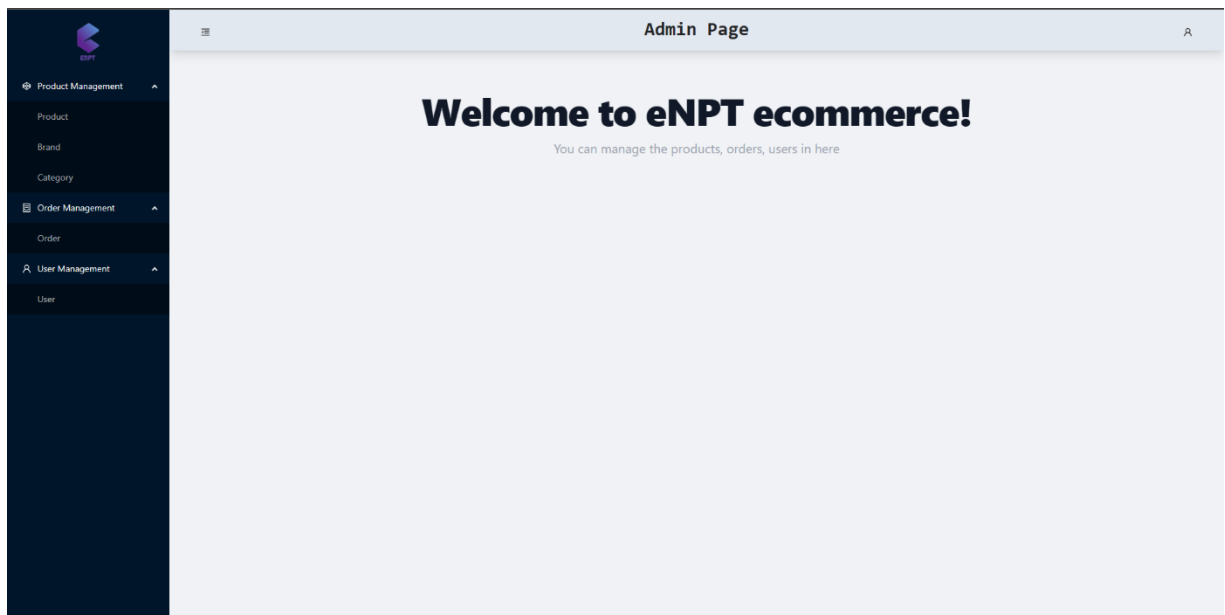 eNPT
Admin Page
Product Management
Product
Brand
Category
Order Management
Order
User Management
User
Welcome to eNPT ecommerce!
You can manage the products, orders, users in here